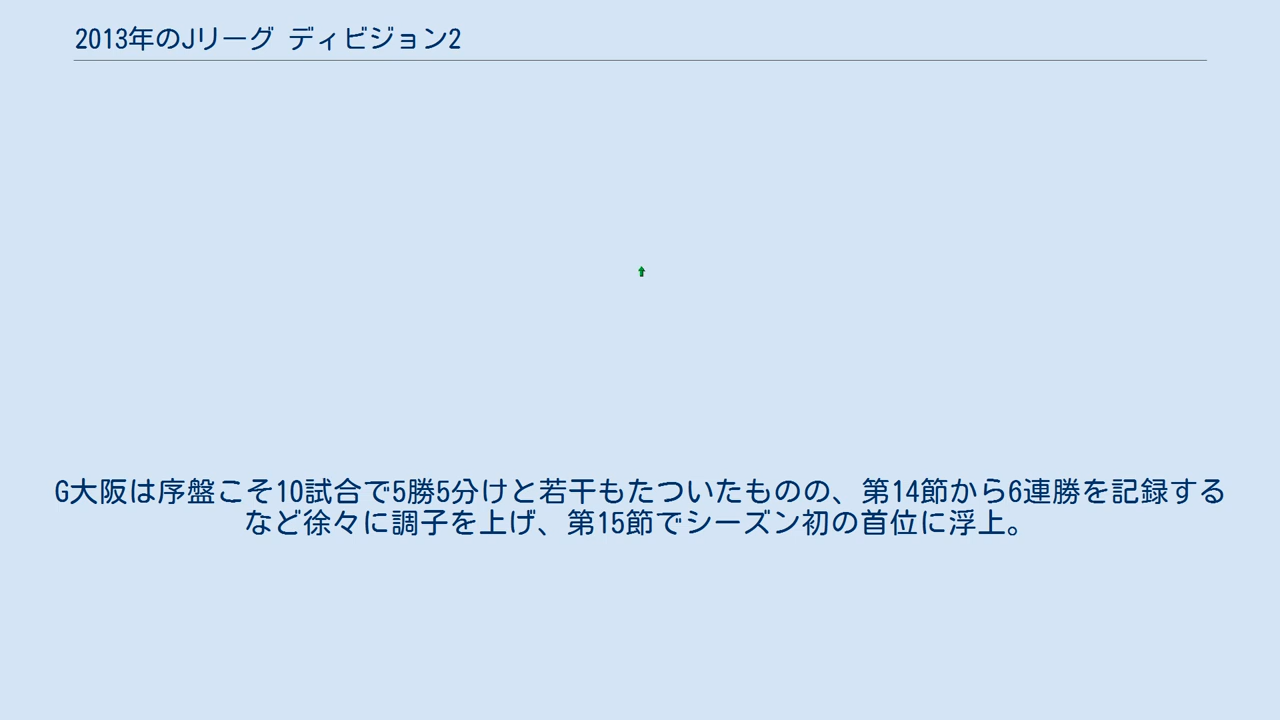 2013年のJリーグ ディビジョン2
G大阪は序盤こそ10試合で5勝5分けと若干もたついたものの、第14節から6連勝を記録する
など徐々に調子を上げ、第15節でシーズン初の首位に浮上。